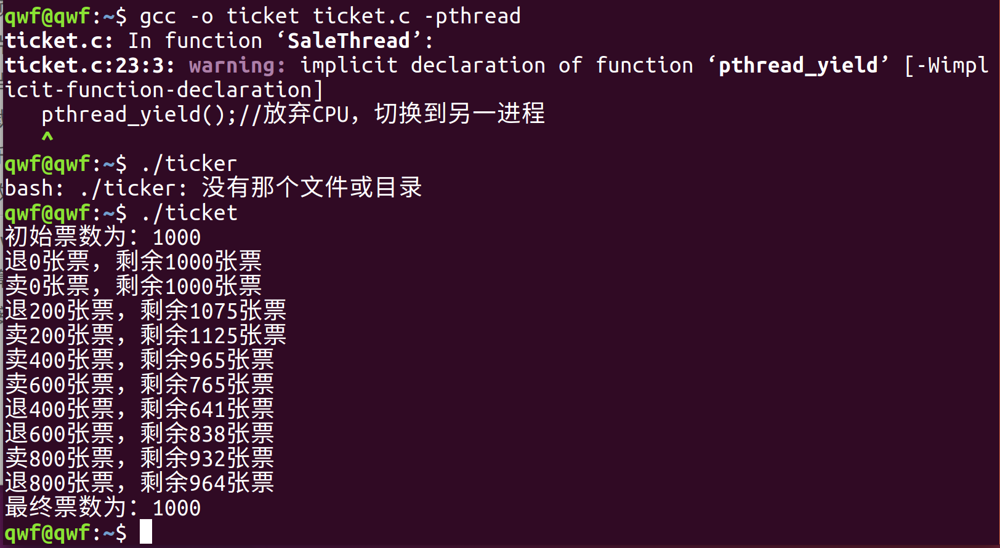 qwf@qwf:~$ gcc -o ticket ticket.c -pthread
ticket.c: In function ‘SaleThread’:
ticket.c:23:3: warning: implicit declaration of function ‘pthread_yield’ [-Wimpl
icit-function-declaration]
pthread_yield();//放弃CPU，切换到另一进程
^
qwf@qwf:~$ ./ticker
bash: ./ticker: 没有那个文件或目录
qwf@qwf:~$ ./ticket
初始票数为：1000
退0张票，剩余1000张票
卖0张票，剩余1000张票
退200张票，剩余1075张票
卖200张票，剩余1125张票
卖400张票，剩余965张票
卖600张票，剩余765张票
退400张票，剩余641张票
退600张票，剩余838张票
卖800张票，剩余932张票
退800张票，剩余964张票
最终票数为：1000
qwf@qwf:~$